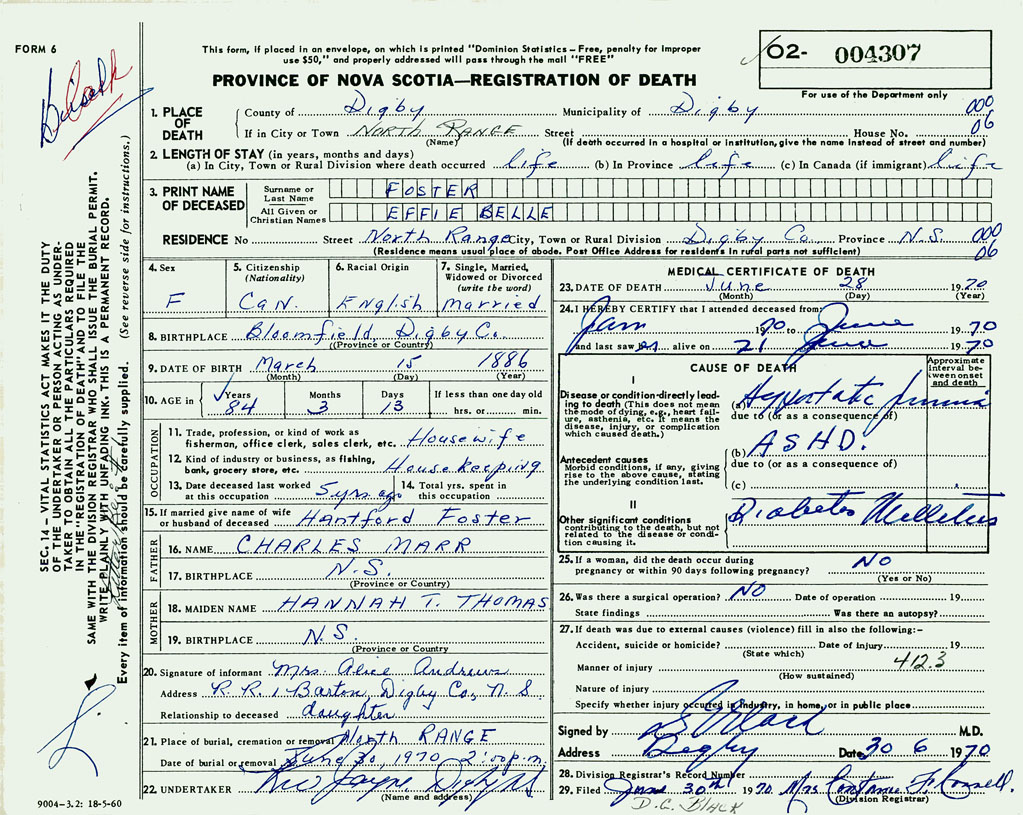 FORM 6
This form, if placed in an envelope, on which is printed "Dominion Statistics – Free, penalty for improper
use $50," and properly addressed will pass through the mail "FREE"
O2- 004307
PROVINCE OF NOVA SCOTIA—REGISTRATION OF DEATH
For use of the Department only
1. PLACE OF DEATH
County of Digby Municipality of Digby 000
If in City or Town NORTH RANGE Street House No. 06
(Name) (If death occurred in a hospital or institution, give the name instead of street and number)
2. LENGTH OF STAY (in years, months and days)
(a) In City, Town or Rural Division where death occurred life (b) In Province life (c) In Canada (if immigrant) life
3. PRINT NAME OF DECEASED
Surname or Last Name FOSTER
All Given or Christian Names EFFIE BELLE
RESIDENCE No Street North Range City, Town or Rural Division Digby Co. Province N.S. 000
(Residence means usual place of abode. Post Office Address for residents in rural parts not sufficient) 06
4. Sex F
5. Citizenship (Nationality) CAN.
6. Racial Origin English
7. Single, Married, Widowed or Divorced (write the word) Married
8. BIRTHPLACE Bloomfield, Digby Co.
(Province or Country)
9. DATE OF BIRTH March 15 1886
(Month) (Day) (Year)
10. AGE in Years 84 Months 3 Days 13 If less than one day old hrs. or min.
OCCUPATION
11. Trade, profession, or kind of work as
fisherman, office clerk, sales clerk, etc. Housewife
12. Kind of industry or business, as fishing,
bank, grocery store, etc. Housekeeping
13. Date deceased last worked at this occupation 5 yrs ago 14. Total yrs. spent in this occupation
15. If married give name of wife
or husband of deceased Hantford Foster
FATHER
16. NAME CHARLES MARR
17. BIRTHPLACE N.S.
(Province or Country)
MOTHER
18. MAIDEN NAME HANNAH T. THOMAS
19. BIRTHPLACE N.S.
(Province or Country)
20. Signature of informant Mrs. Alice Andrews
Address R.R. 1 Barton, Digby Co, N.S
Relationship to deceased daughter
21. Place of burial, cremation or removal North RANGE
Date of burial or removal June 30, 1970 2:00 p.m.
22. UNDERTAKER
(Name and address)
MEDICAL CERTIFICATE OF DEATH
23. DATE OF DEATH June 28 1970
(Month) (Day) (Year)
24. I HEREBY CERTIFY that I attended deceased from:
Jan 1970 to June 1970
and last saw alive on 21 June 1970
CAUSE OF DEATH
Approximate interval between onset and death
I
Disease or condition directly leading
to death (This does not mean
the mode of dying, e.g., heart failure,
asthenia, etc. It means the
disease, injury, or complication
which caused death.)
(a) Hypostatic
due to (or as a consequence of)
(b) ASHD.
Antecedent causes
Morbid conditions, if any, giving
rise to the above cause, stating
the underlying condition last.
due to (or as a consequence of)
(c)
II
Other significant conditions
contributing to the death, but not
related to the disease or condition
causing it.
Diabetes Mellitus
25. If a woman, did the death occur during
pregnancy or within 90 days following pregnancy? NO
(Yes or No)
26. Was there a surgical operation? NO Date of operation 19
State findings Was there an autopsy?
27. If death was due to external causes (violence) fill in also the following:–
Accident, suicide or homicide? Date of injury 19
(State which) 412.3
Manner of injury
(How sustained)
Nature of injury
Specify whether injury occurred in industry, in home, or in public place
Signed by M.D.
Address Digby Date 30 6 1970
28. Division Registrar's Record Number
29. Filed June 30th 1970 Mrs
(Division Registrar)
D.G. BLACK
SEC. 14 – VITAL STATISTICS ACT MAKES IT THE DUTY
OF THE UNDERTAKER OR PERSON ACTING AS UNDERTAKER
TO OBTAIN ALL THE PARTICULARS REQUIRED
IN THE "REGISTRATION OF DEATH" AND TO FILE THE
SAME WITH THE DIVISION REGISTRAR WHO SHALL ISSUE THE BURIAL PERMIT.
WRITE PLAINLY WITH UNFADING INK. THIS IS A PERMANENT RECORD.
Every item of information should be carefully supplied. (See reverse side for instructions.)
9004–3.2: 18-5-60